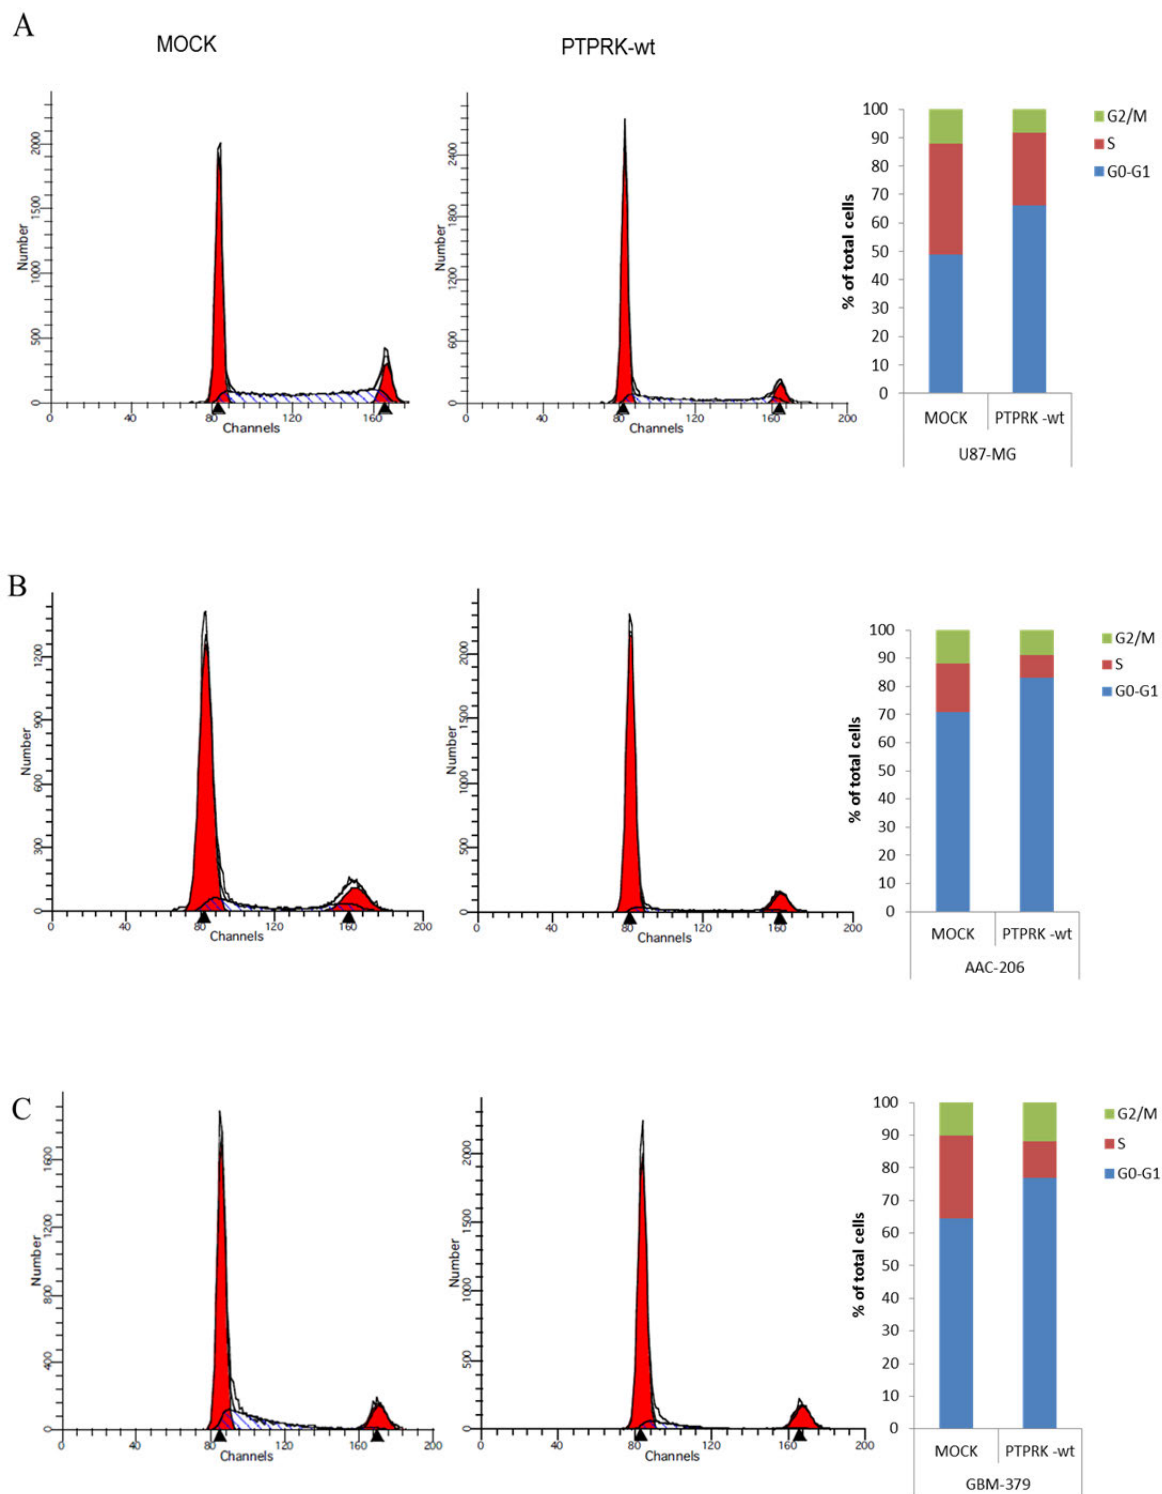 A
MOCK
PTPRK-wt
Number
2000
1500
1000
500
0
0
40
80
120
160
Channels
Number
2400
1800
1200
600
0
0
40
80
120
160
200
Channels
% of total cells
100
90
80
70
60
50
40
30
20
10
0
MOCK
PTPRK -wt
U87-MG
G2/M
S
G0-G1
B
Number
1200
900
600
300
0
0
40
80
120
160
200
Channels
Number
2000
1500
1000
500
0
0
40
80
120
160
200
Channels
% of total cells
100
90
80
70
60
50
40
30
20
10
0
MOCK
PTPRK -wt
AAC-206
G2/M
S
G0-G1
C
Number
1600
1200
800
400
0
0
40
80
120
160
200
Channels
Number
2000
1500
1000
500
0
0
40
80
120
160
200
Channels
% of total cells
100
90
80
70
60
50
40
30
20
10
0
MOCK
PTPRK -wt
GBM-379
G2/M
S
G0-G1